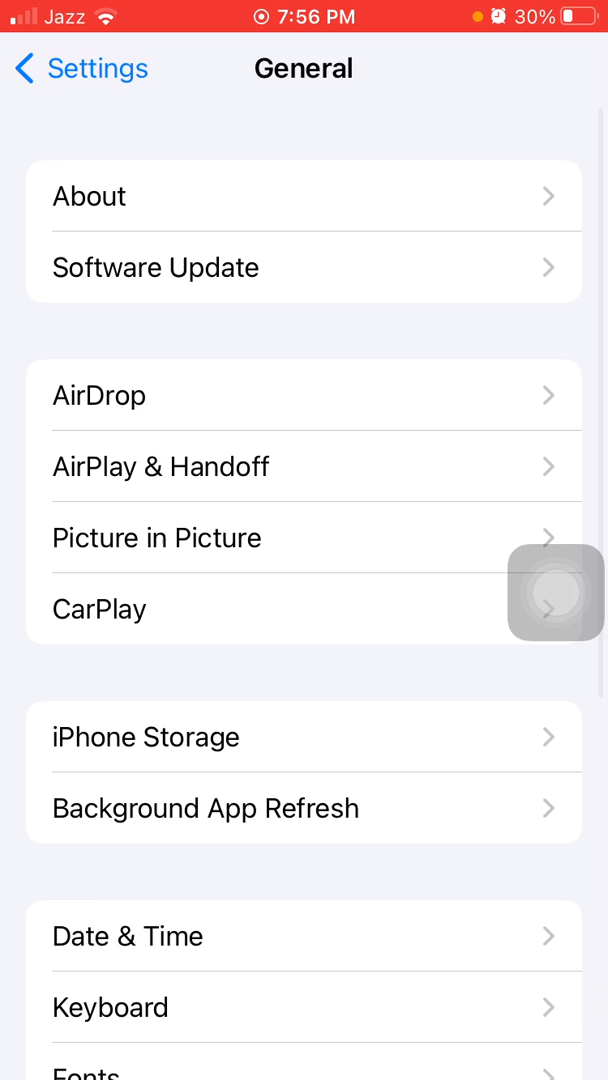 Jazz 7:56 PM 30%
Settings General
About
Software Update
AirDrop
AirPlay & Handoff
Picture in Picture
CarPlay
iPhone Storage
Background App Refresh
Date & Time
Keyboard
Fonts